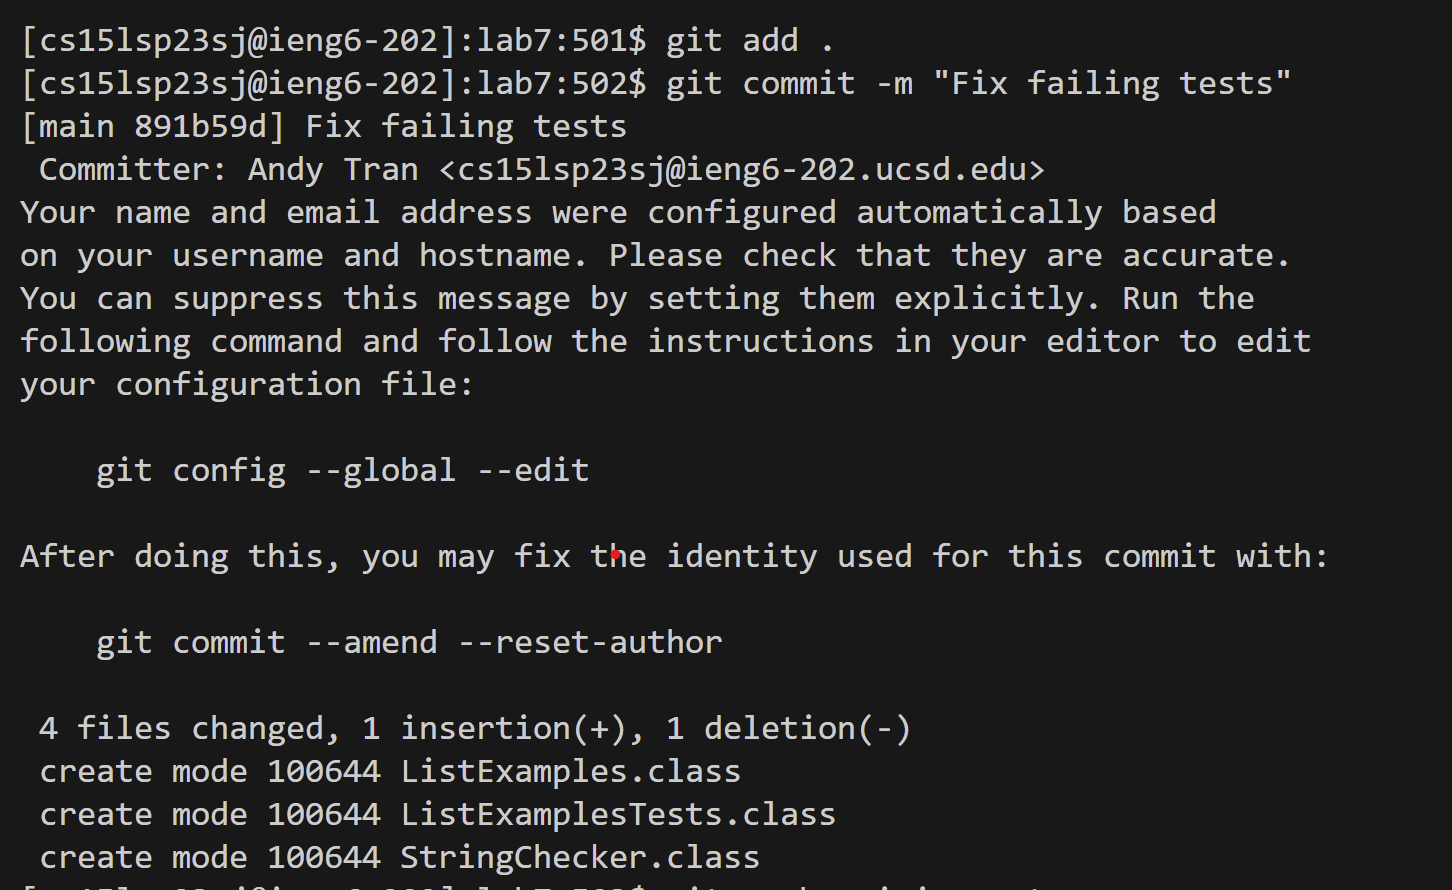 [cs15lsp23sj@ieng6-202]:lab7:501$ git add .
[cs15lsp23sj@ieng6-202]:lab7:502$ git commit -m "Fix failing tests"
[main 891b59d] Fix failing tests
 Committer: Andy Tran <cs15lsp23sj@ieng6-202.ucsd.edu>
Your name and email address were configured automatically based
on your username and hostname. Please check that they are accurate.
You can suppress this message by setting them explicitly. Run the
following command and follow the instructions in your editor to edit
your configuration file:

    git config --global --edit

After doing this, you may fix the identity used for this commit with:

    git commit --amend --reset-author

 4 files changed, 1 insertion(+), 1 deletion(-)
 create mode 100644 ListExamples.class
 create mode 100644 ListExamplesTests.class
 create mode 100644 StringChecker.class